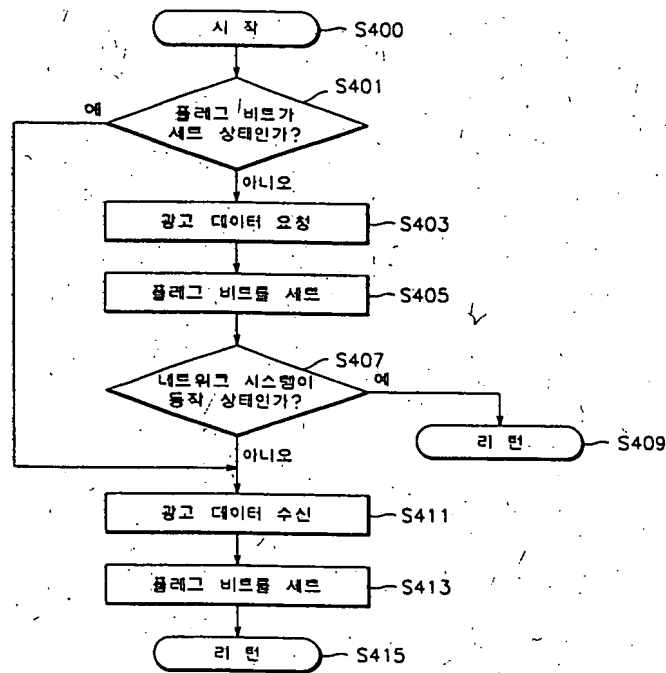 시 작
S400
S401
예
플레그 비트가
세트 상태인가?
아니오
광고 데이터 요청
S403
플레그 비트를 세트
S405
S407
네트워크 시스템이
동작 상태인가?
예
리 턴
S409
아니오
광고 데이터 수신
S411
플레그 비트를 세트
S413
리 턴
S415